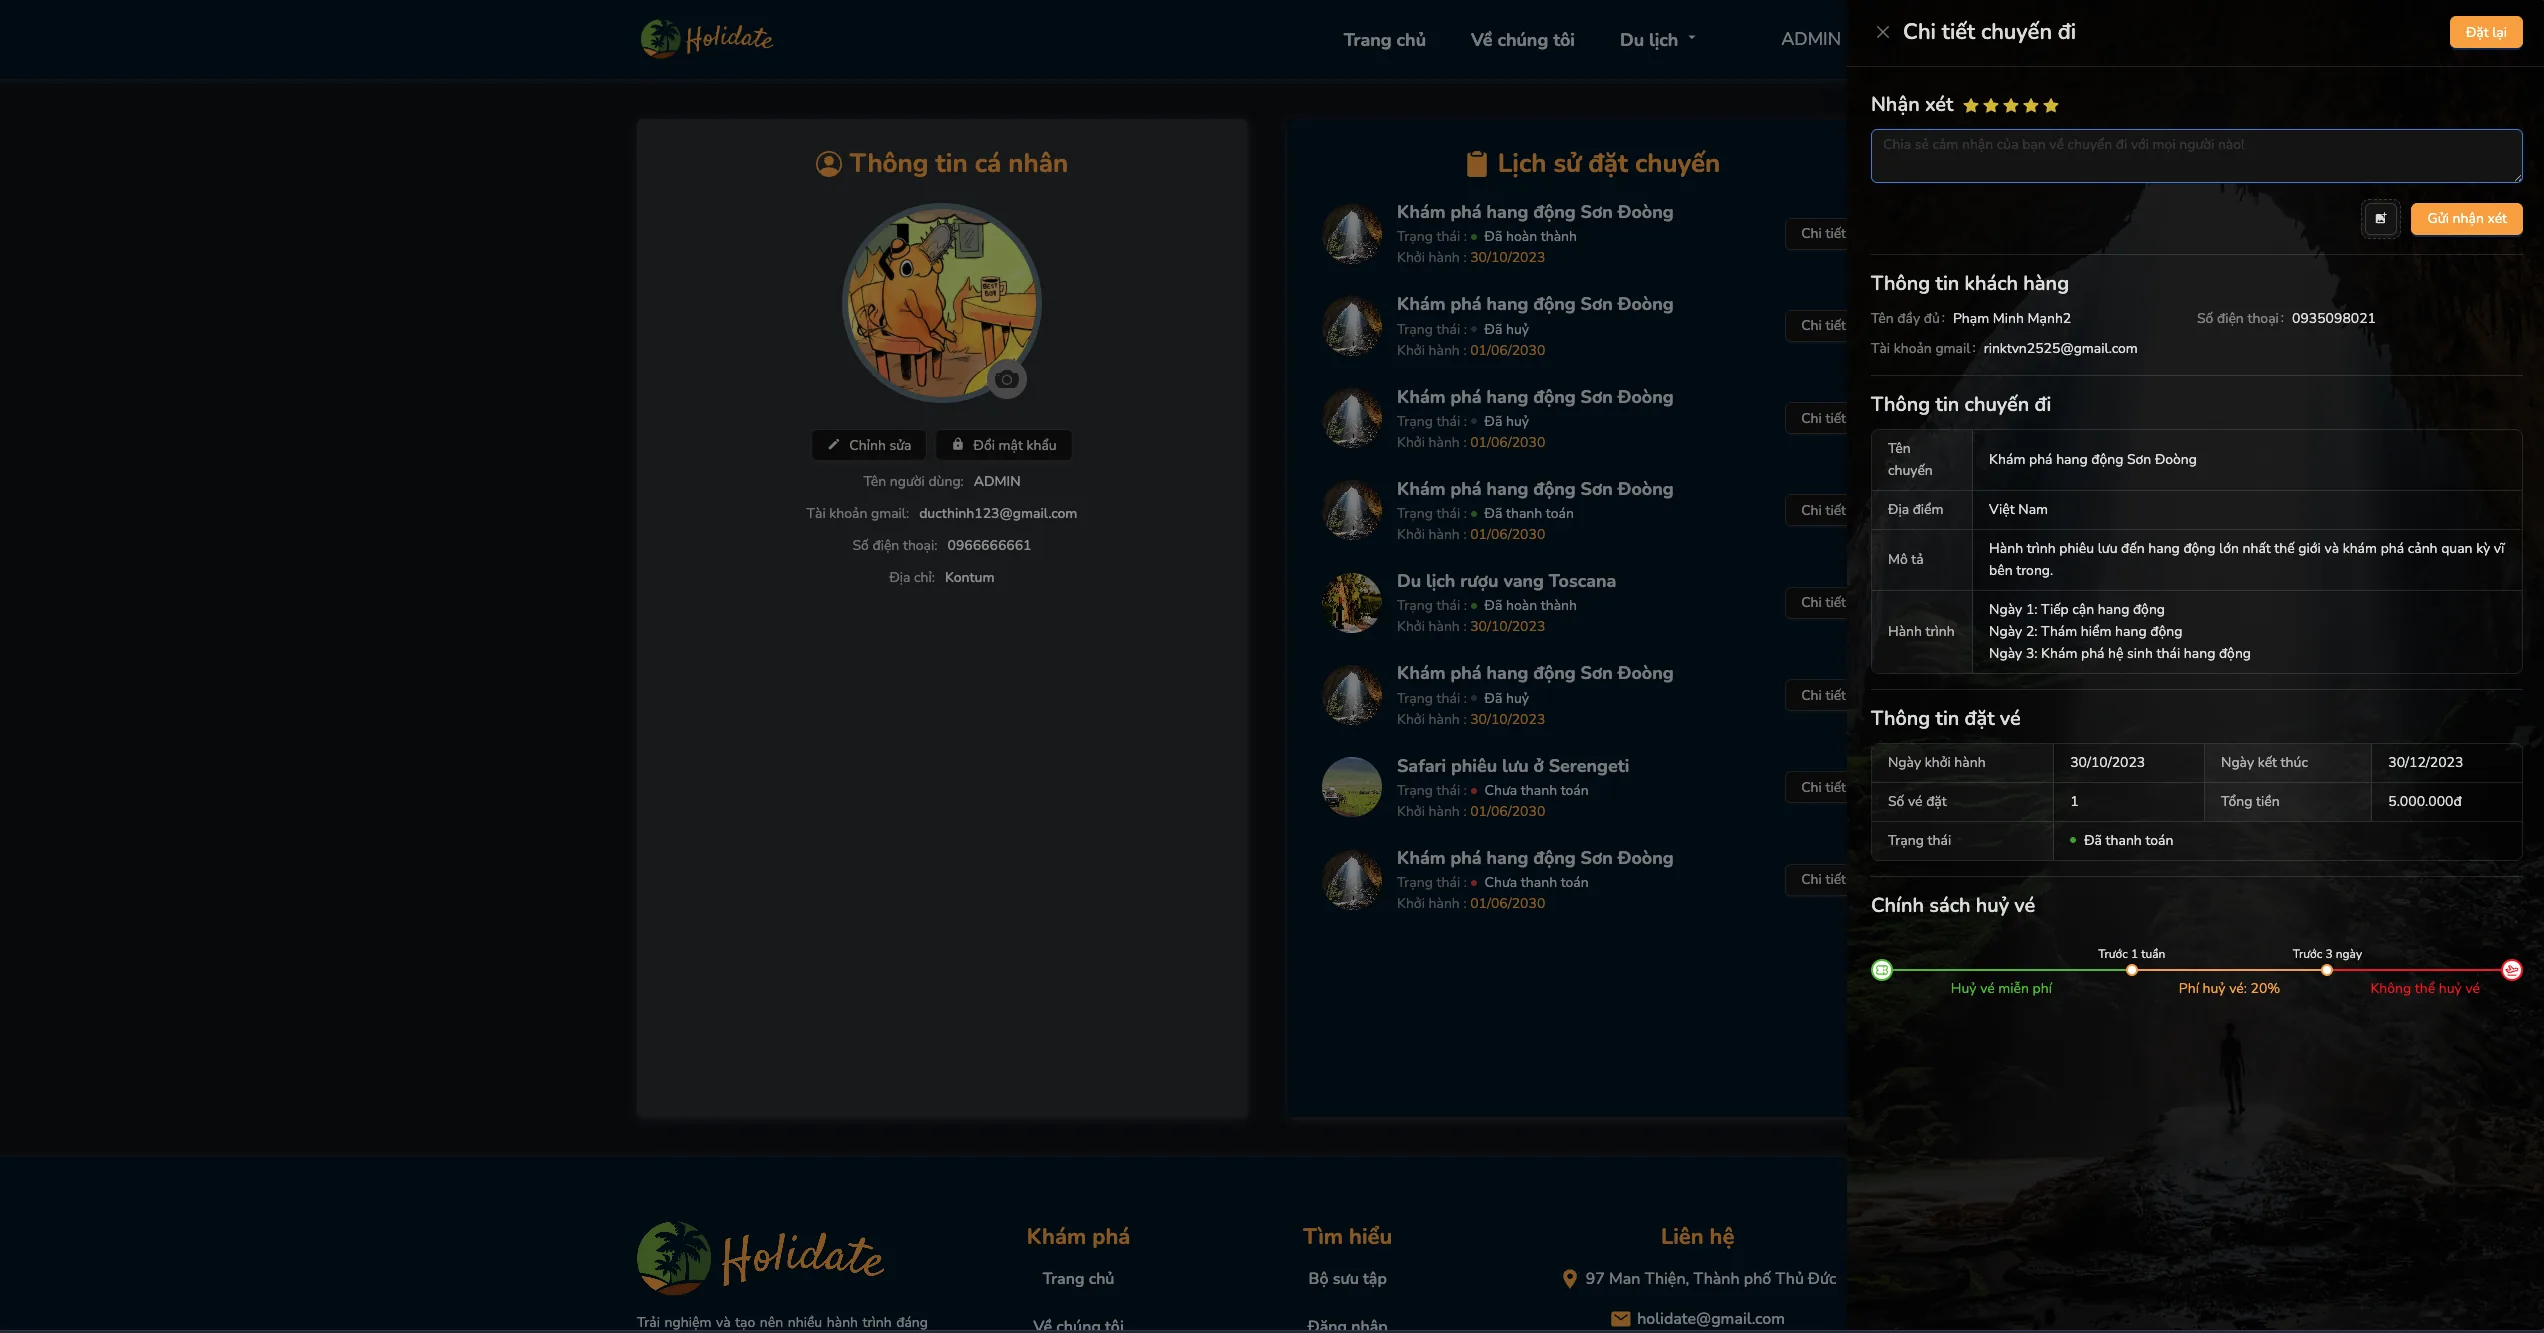 Holidate
Trang chủ
Về chúng tôi
Du lịch
ADMIN
Thông tin cá nhân
BEST BOY
Chỉnh sửa
Đổi mật khẩu
Tên người dùng: ADMIN
Tài khoản gmail: ducthinh123@gmail.com
Số điện thoại: 0966666661
Địa chỉ: Kontum
Lịch sử đặt chuyến
Khám phá hang động Sơn Đoòng
Trạng thái : Đã hoàn thành
Khởi hành : 30/10/2023
Chi tiết
Khám phá hang động Sơn Đoòng
Trạng thái : Đã huỷ
Khởi hành : 01/06/2030
Chi tiết
Khám phá hang động Sơn Đoòng
Trạng thái : Đã huỷ
Khởi hành : 01/06/2030
Chi tiết
Khám phá hang động Sơn Đoòng
Trạng thái : Đã thanh toán
Khởi hành : 01/06/2030
Chi tiết
Du lịch rượu vang Toscana
Trạng thái : Đã hoàn thành
Khởi hành : 30/10/2023
Chi tiết
Khám phá hang động Sơn Đoòng
Trạng thái : Đã huỷ
Khởi hành : 30/10/2023
Chi tiết
Safari phiêu lưu ở Serengeti
Trạng thái : Chưa thanh toán
Khởi hành : 01/06/2030
Chi tiết
Khám phá hang động Sơn Đoòng
Trạng thái : Chưa thanh toán
Khởi hành : 01/06/2030
Chi tiết
Chi tiết chuyến đi
Đặt lại
Nhận xét
Chia sẻ cảm nhận của bạn về chuyến đi với mọi người nào!
Gửi nhận xét
Thông tin khách hàng
Tên đầy đủ: Phạm Minh Mạnh2
Số điện thoại: 0935098021
Tài khoản gmail: rinktvn2525@gmail.com
Thông tin chuyến đi
Tên chuyến
Khám phá hang động Sơn Đoòng
Địa điểm
Việt Nam
Mô tả
Hành trình phiêu lưu đến hang động lớn nhất thế giới và khám phá cảnh quan kỳ vĩ
bên trong.
Hành trình
Ngày 1: Tiếp cận hang động
Ngày 2: Thám hiểm hang động
Ngày 3: Khám phá hệ sinh thái hang động
Thông tin đặt vé
Ngày khởi hành
30/10/2023
Ngày kết thúc
30/12/2023
Số vé đặt
1
Tổng tiền
5.000.000đ
Trạng thái
Đã thanh toán
Chính sách huỷ vé
Trước 1 tuần
Trước 3 ngày
Huỷ vé miễn phí
Phí huỷ vé: 20%
Không thể huỷ vé
Holidate
Trải nghiệm và tạo nên nhiều hành trình đáng
Khám phá
Trang chủ
Về chúng tôi
Tìm hiểu
Bộ sưu tập
Đăng nhập
Liên hệ
97 Man Thiện, Thành phố Thủ Đức
holidate@gmail.com